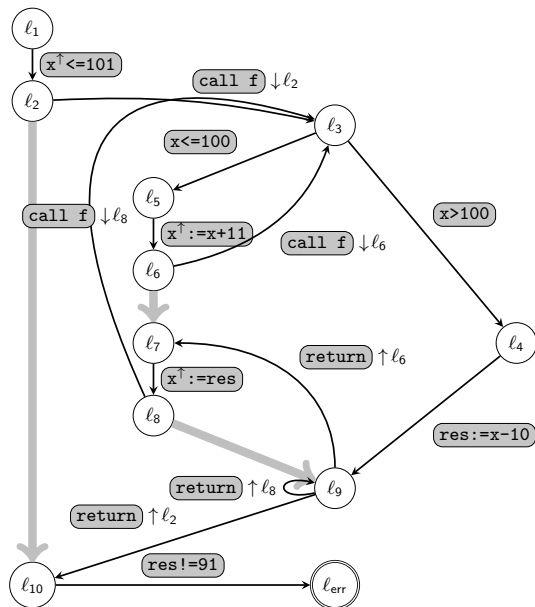 ℓ1
x↑<=101
ℓ2
call f ↓ℓ2
ℓ3
x<=100
ℓ5
call f ↓ℓ8
x>100
x↑:=x+11
call f ↓ℓ6
ℓ6
ℓ7
ℓ4
return ↑ℓ6
x↑:=res
ℓ8
res:=x-10
return ↑ℓ8
ℓ9
return ↑ℓ2
res!=91
ℓ10
ℓerr